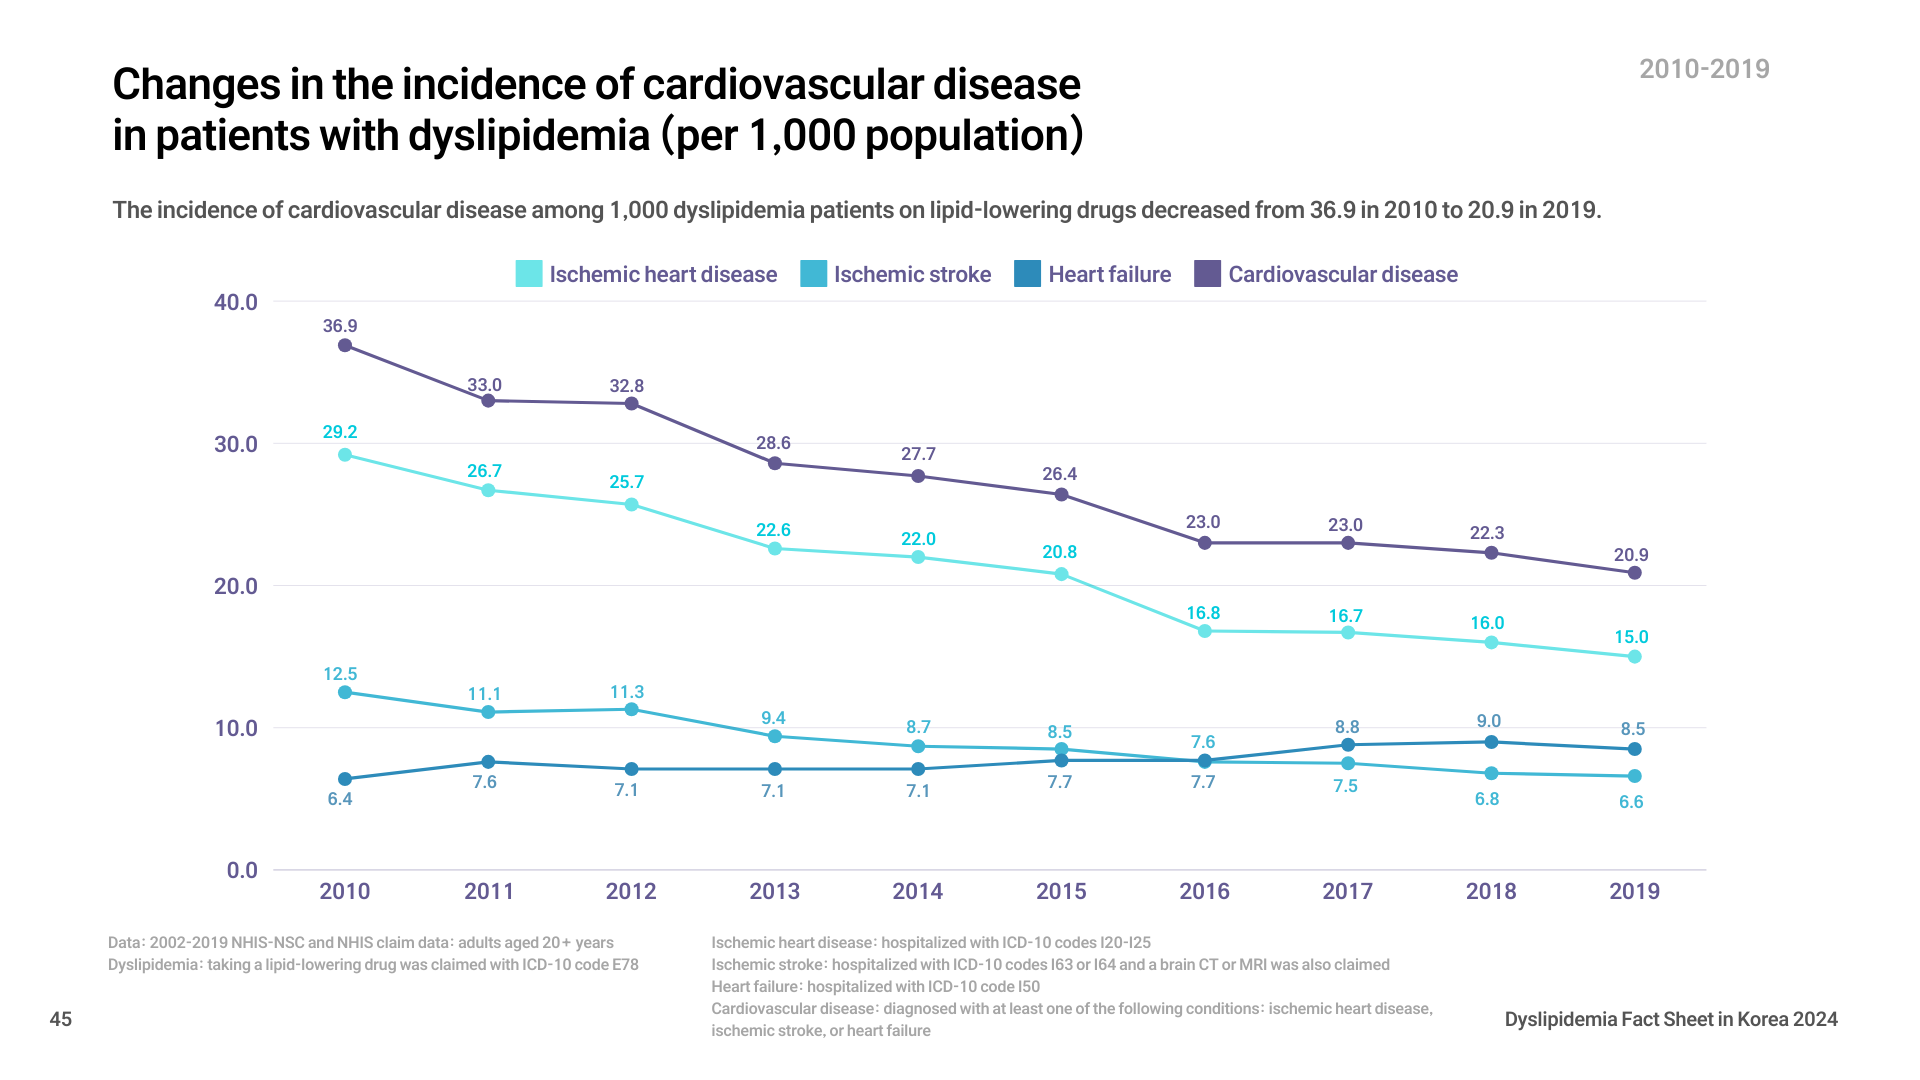 2010-2019
Changes in the incidence of cardiovascular disease
in patients with dyslipidemia (per 1,000 population)
The incidence of cardiovascular disease among 1,000 dyslipidemia patients on lipid-lowering drugs decreased from 36.9 in 2010 to 20.9 in 2019.
Ischemic heart disease Ischemic stroke Heart failure Cardiovascular disease
40.0
30.0
20.0
10.0
0.0
36.9 33.0 32.8 28.6 27.7 26.4 23.0 23.0 22.3 20.9
29.2 26.7 25.7 22.6 22.0 20.8 16.8 16.7 16.0 15.0
12.5 11.1 11.3 9.4 8.7 8.5 7.6 7.5 6.8 6.6
6.4 7.6 7.1 7.1 7.1 7.7 7.7 8.8 9.0 8.5
2010 2011 2012 2013 2014 2015 2016 2017 2018 2019
Data: 2002-2019 NHIS-NSC and NHIS claim data: adults aged 20+ years
Dyslipidemia: taking a lipid-lowering drug was claimed with ICD-10 code E78
Ischemic heart disease: hospitalized with ICD-10 codes I20-I25
Ischemic stroke: hospitalized with ICD-10 codes I63 or I64 and a brain CT or MRI was also claimed
Heart failure: hospitalized with ICD-10 code I50
Cardiovascular disease: diagnosed with at least one of the following conditions: ischemic heart disease,
ischemic stroke, or heart failure
45
Dyslipidemia Fact Sheet in Korea 2024